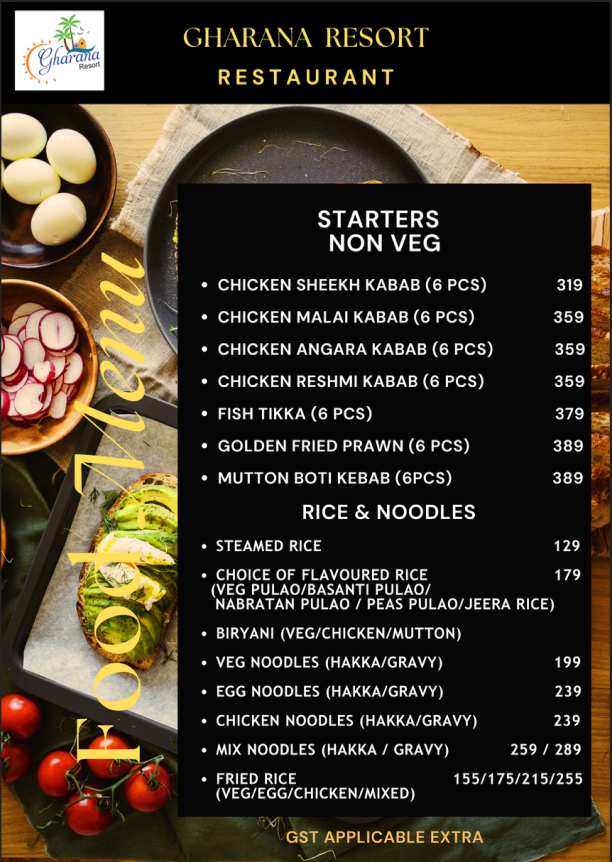 Gharana
Resort
GHARANA RESORT
RESTAURANT
Food Menu
STARTERS
NON VEG
• CHICKEN SHEEKH KABAB (6 PCS) 319
• CHICKEN MALAI KABAB (6 PCS) 359
• CHICKEN ANGARA KABAB (6 PCS) 359
• CHICKEN RESHMI KABAB (6 PCS) 359
• FISH TIKKA (6 PCS) 379
• GOLDEN FRIED PRAWN (6 PCS) 389
• MUTTON BOTI KEBAB (6PCS) 389
RICE & NOODLES
• STEAMED RICE 129
• CHOICE OF FLAVOURED RICE 179
(VEG PULAO/BASANTI PULAO/
NABRATAN PULAO / PEAS PULAO/JEERA RICE)
• BIRYANI (VEG/CHICKEN/MUTTON)
• VEG NOODLES (HAKKA/GRAVY) 199
• EGG NOODLES (HAKKA/GRAVY) 239
• CHICKEN NOODLES (HAKKA/GRAVY) 239
• MIX NOODLES (HAKKA / GRAVY) 259 / 289
• FRIED RICE 155/175/215/255
(VEG/EGG/CHICKEN/MIXED)
GST APPLICABLE EXTRA